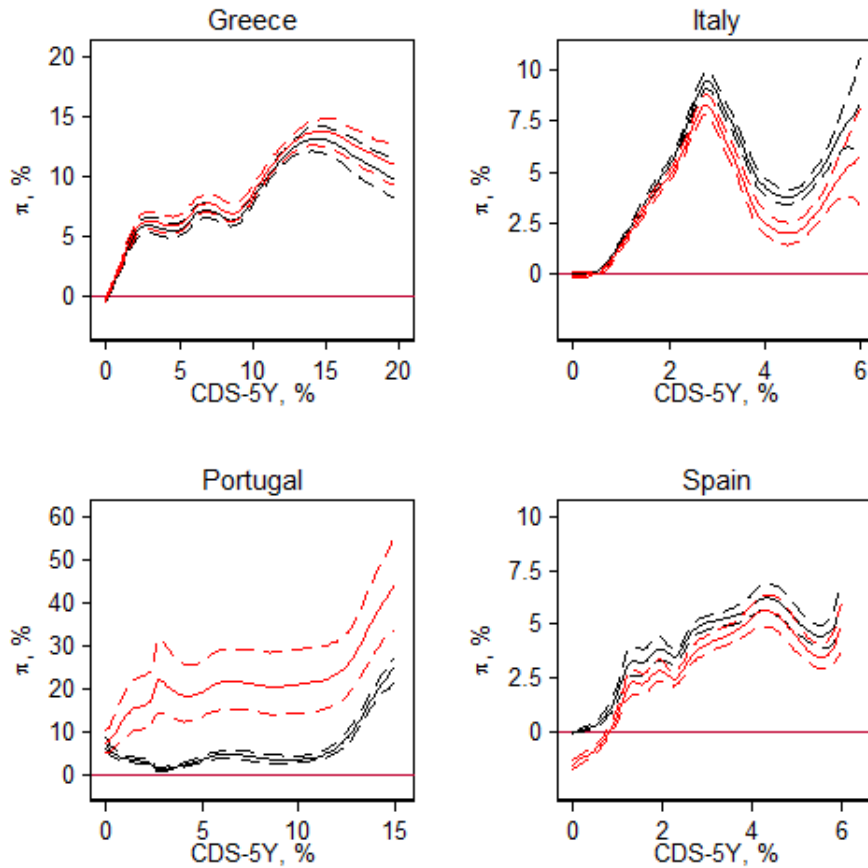 Greece
20
15
10
5
0
π, %
0 5 10 15 20
CDS-5Y, %
Italy
10
7.5
5
2.5
0
π, %
0 2 4 6
CDS-5Y, %
Portugal
60
50
40
30
20
10
0
π, %
0 5 10 15
CDS-5Y, %
Spain
10
7.5
5
2.5
0
π, %
0 2 4 6
CDS-5Y, %